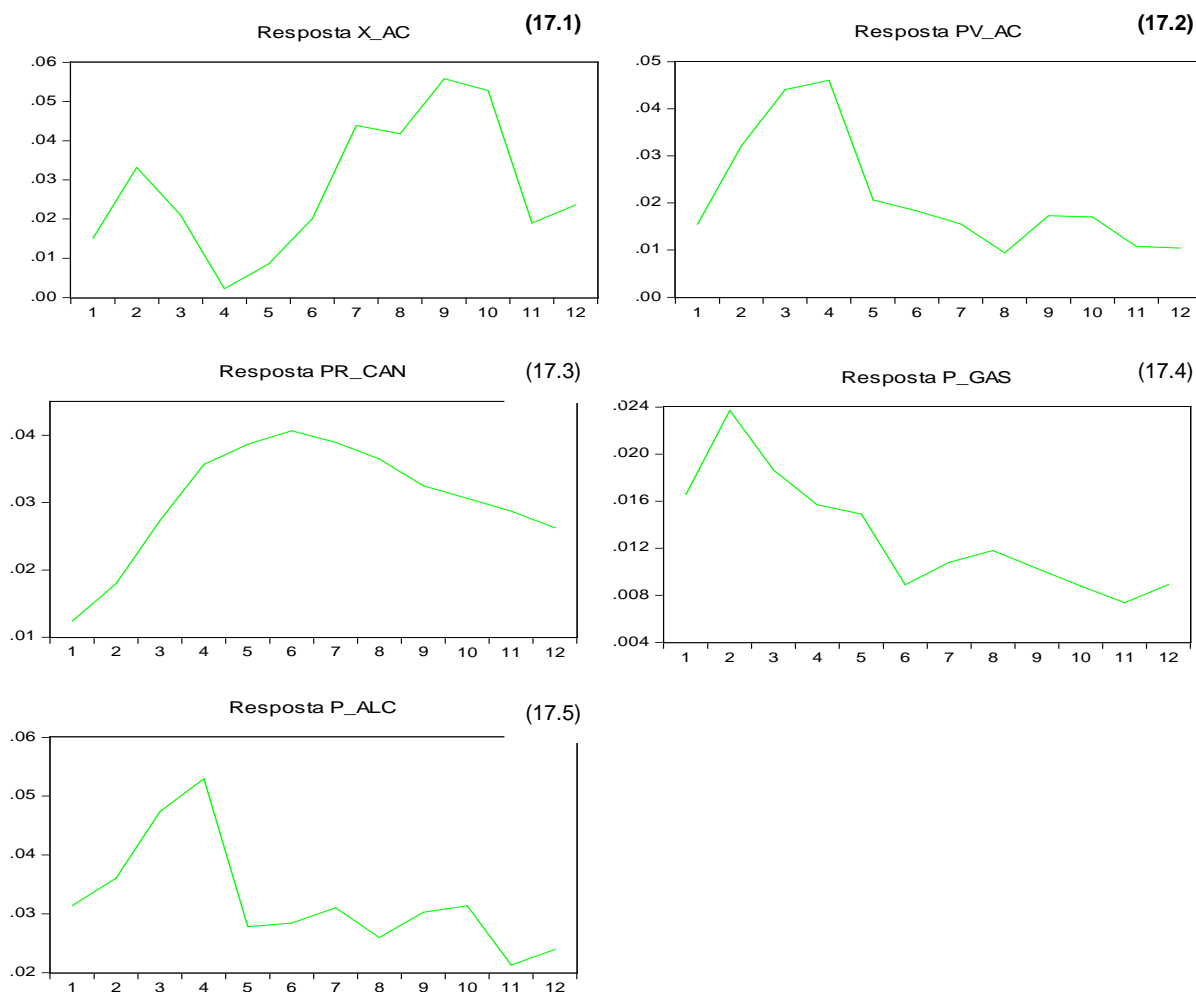 Resposta X_AC (17.1)
.06
.05
.04
.03
.02
.01
.00
1 2 3 4 5 6 7 8 9 10 11 12
Resposta PV_AC (17.2)
.05
.04
.03
.02
.01
.00
1 2 3 4 5 6 7 8 9 10 11 12
Resposta PR_CAN (17.3)
.04
.03
.02
.01
1 2 3 4 5 6 7 8 9 10 11 12
Resposta P_GAS (17.4)
.024
.020
.016
.012
.008
.004
1 2 3 4 5 6 7 8 9 10 11 12
Resposta P_ALC (17.5)
.06
.05
.04
.03
.02
1 2 3 4 5 6 7 8 9 10 11 12